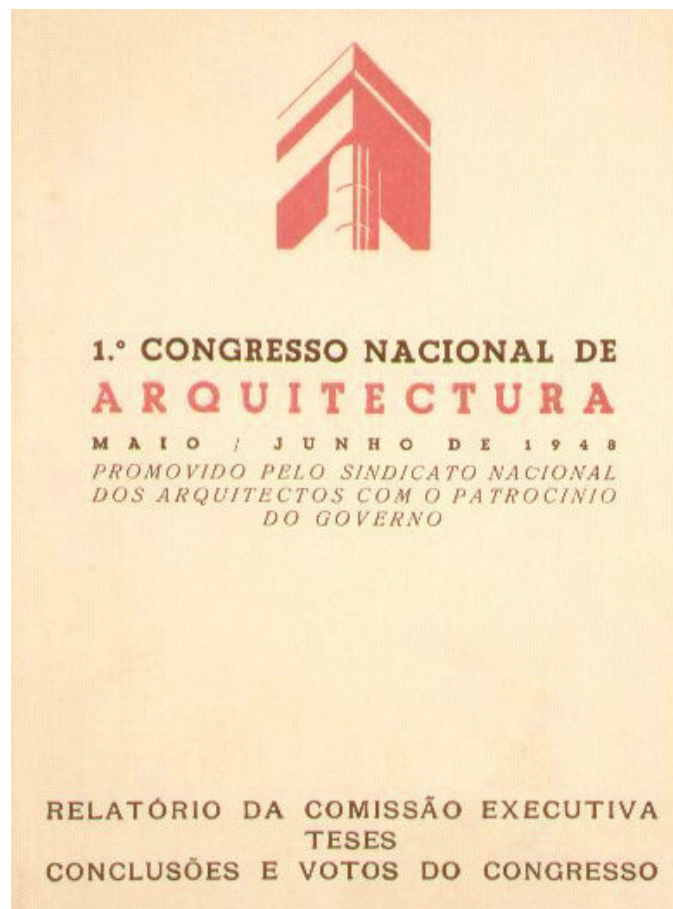 1.º CONGRESSO NACIONAL DE
ARQUITECTURA
MAIO / JUNHO DE 1948
PROMOVIDO PELO SINDICATO NACIONAL
DOS ARQUITECTOS COM O PATROCINIO
DO GOVERNO
RELATÓRIO DA COMISSÃO EXECUTIVA
TESES
CONCLUSÕES E VOTOS DO CONGRESSO